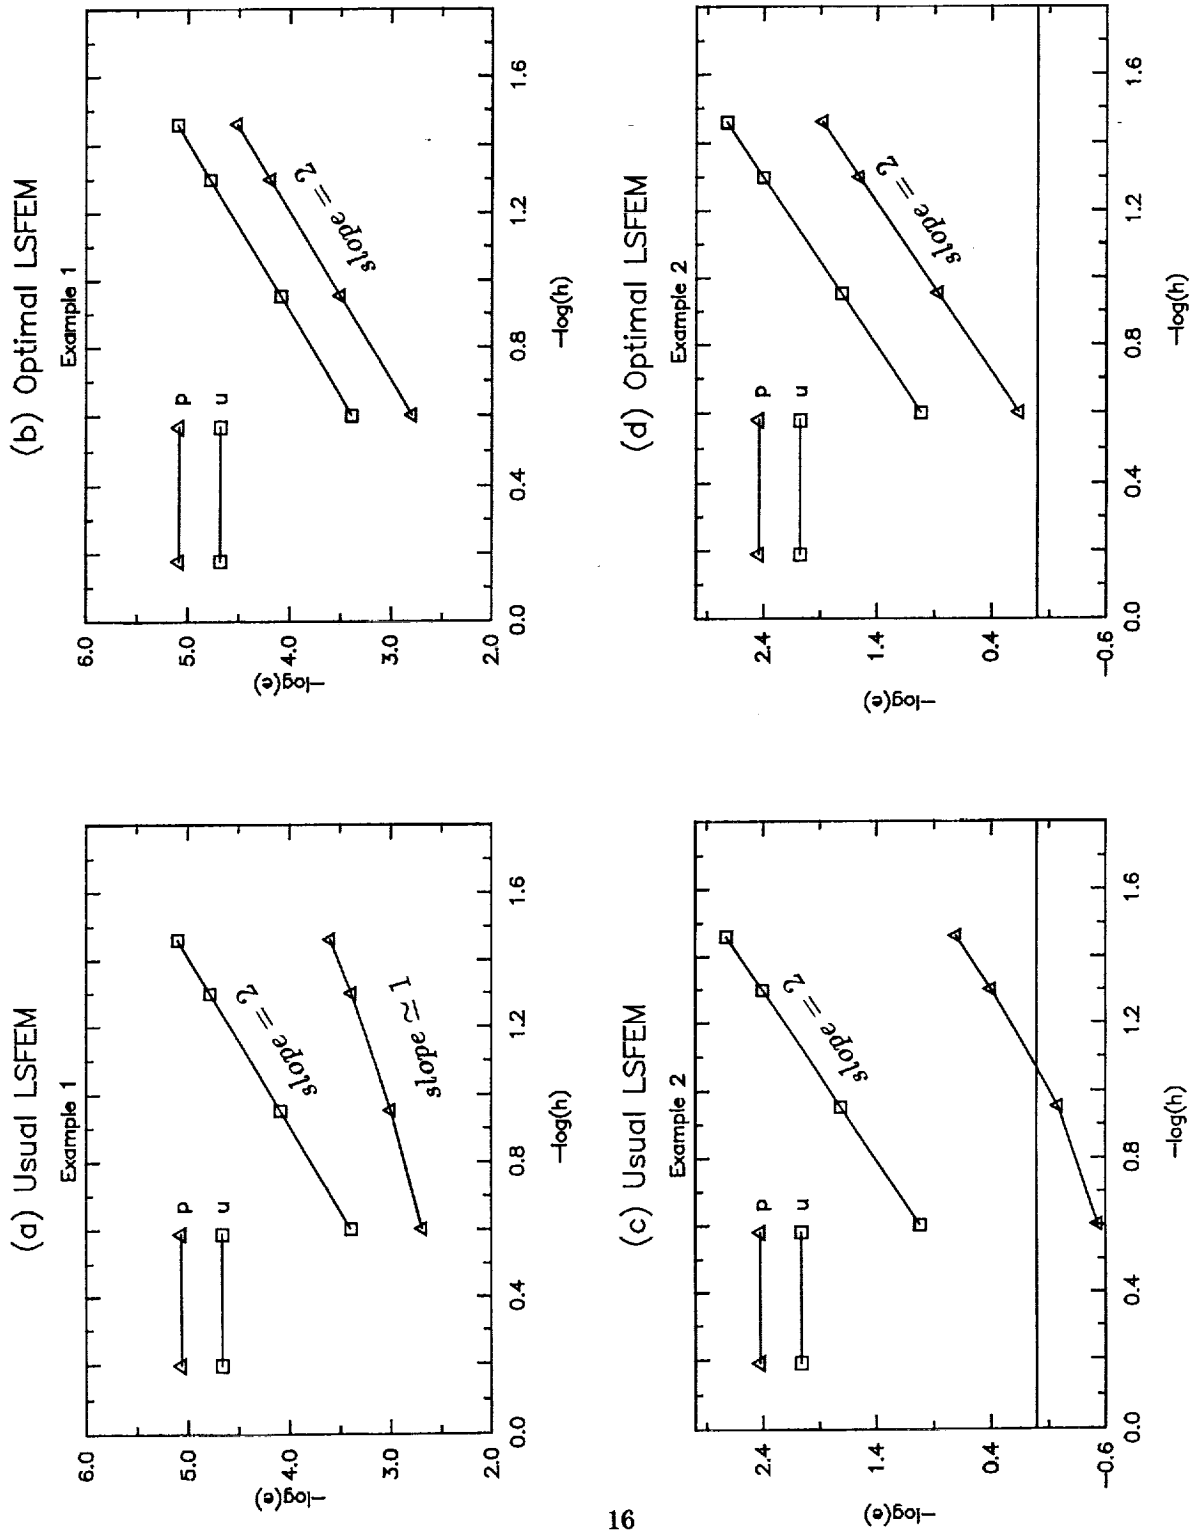 (a) Usual LSFEM
Example 1
6.0
5.0
4.0
3.0
2.0
−log(e)
p
u
slope = 2
slope ≃ 1
0.0
0.4
0.8
1.2
1.6
−log(h)
(b) Optimal LSFEM
Example 1
6.0
5.0
4.0
3.0
2.0
−log(e)
p
u
slope = 2
0.0
0.4
0.8
1.2
1.6
−log(h)
(c) Usual LSFEM
Example 2
2.4
1.4
0.4
−0.6
−log(e)
p
u
slope = 2
0.0
0.4
0.8
1.2
1.6
−log(h)
(d) Optimal LSFEM
Example 2
2.4
1.4
0.4
−0.6
−log(e)
p
u
slope = 2
0.0
0.4
0.8
1.2
1.6
−log(h)
16